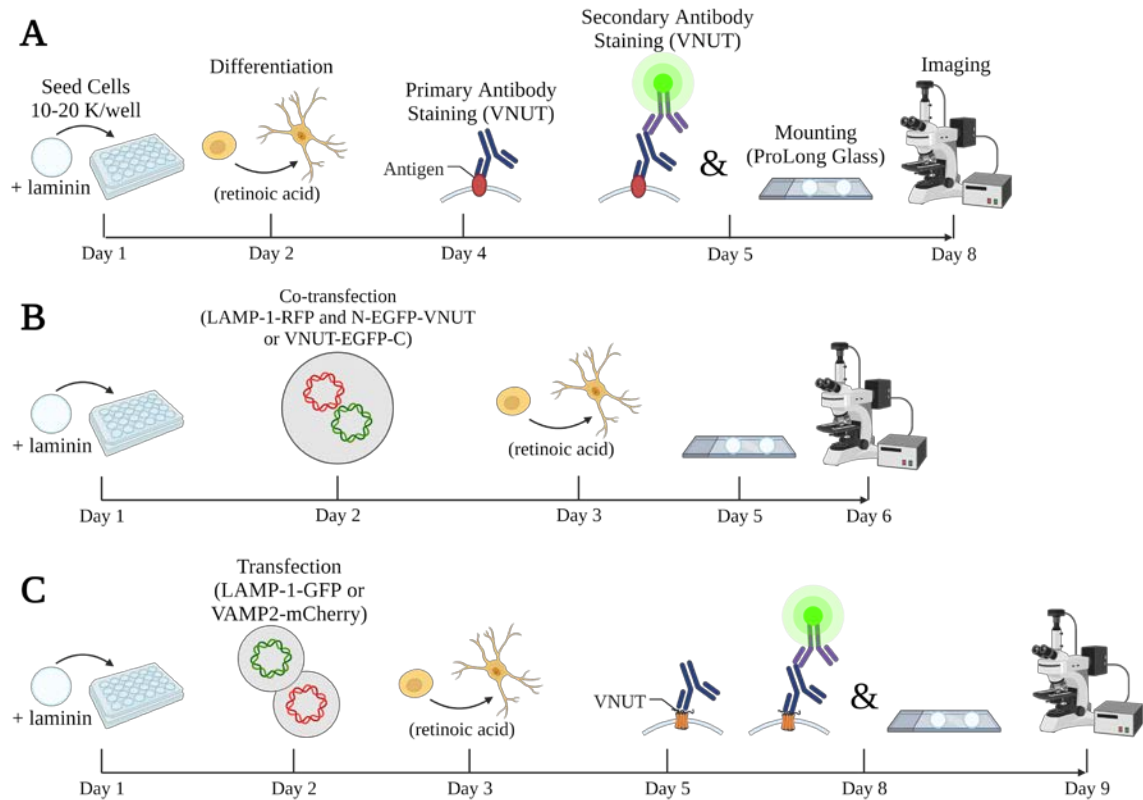 A
Seed Cells
10-20 K/well
+ laminin
Differentiation
(retinoic acid)
Primary Antibody
Staining (VNUT)
Antigen
Secondary Antibody
Staining (VNUT)
&
Mounting
(ProLong Glass)
Imaging
Day 1
Day 2
Day 4
Day 5
Day 8
B
+ laminin
Co-transfection
(LAMP-1-RFP and N-EGFP-VNUT
or VNUT-EGFP-C)
(retinoic acid)
Day 1
Day 2
Day 3
Day 5
Day 6
C
+ laminin
Transfection
(LAMP-1-GFP or
VAMP2-mCherry)
(retinoic acid)
VNUT
&
Day 1
Day 2
Day 3
Day 5
Day 8
Day 9